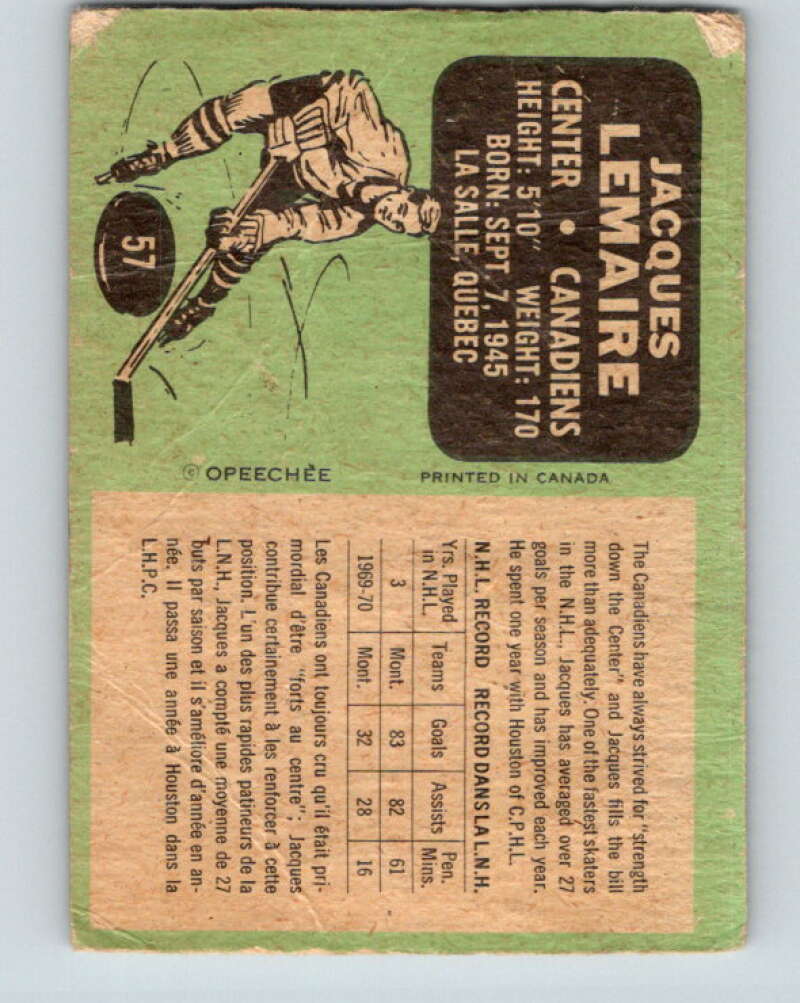 JACQUES
LEMAIRE
CENTER • CANADIENS
HEIGHT: 5'10" WEIGHT: 170
BORN: SEPT. 7, 1945
LA SALLE, QUEBEC
57
© OPEECHEE
PRINTED IN CANADA
The Canadiens have always strived for "strength
down the Center" and Jacques fills the bill
more than adequately. One of the fastest skaters
in the N.H.L., Jacques has averaged over 27
goals per season and has improved each year.
He spent one year with Houston of C.P.H.L.
N.H.L. RECORD RECORD DANS LA L.N.H.
Yrs. Played in N.H.L. Teams Goals Assists Pen. Mins.
3 Mont. 83 82 61
1969-70 Mont. 32 28 16
Les Canadiens ont toujours cru qu'il était pri-
mordial d'être "forts au centre"; Jacques
contribue certainement à les renforcer à cette
position. L'un des plus rapides patineurs de la
L.N.H., Jacques a compté une moyenne de 27
buts par saison et il s'améliore d'année en an-
née. Il passa une année à Houston dans la
L.H.P.C.